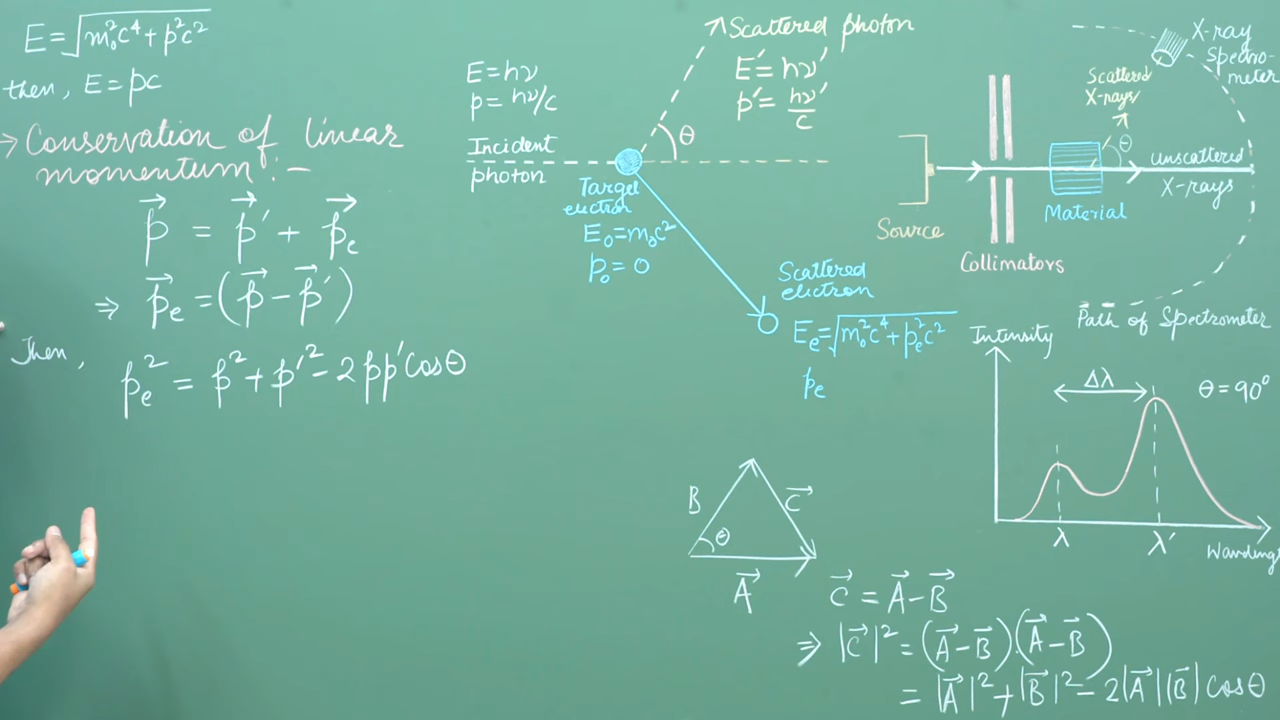 E = √(m₀²c⁴ + p²c²)
then, E = pc
→ Conservation of linear
momentum :-
p⃗ = p⃗' + p⃗e
⇒ p⃗e = (p⃗ - p⃗')
Then,
pe² = p² + p'² - 2pp' cosθ
E = hν
p = hν/c
Incident
photon
Scattered photon
E' = hν'
p' = hν'/c
θ
Target
electron
E₀ = m₀c²
p₀ = 0
Scattered
electron
Ee = √(m₀²c⁴ + pe²c²)
pe
X-ray
Spectro-
meter
Scattered
X-rays
θ
unscattered
X-rays
Source
Material
Collimators
Path of Spectrometer
Intensity
Δλ
θ = 90°
λ
λ'
B
C⃗
θ
A⃗
C⃗ = A⃗ - B⃗
⇒ |C⃗|² = (A⃗ - B⃗)(A⃗ - B⃗)
= |A⃗|² + |B⃗|² - 2|A⃗||B⃗| cosθ